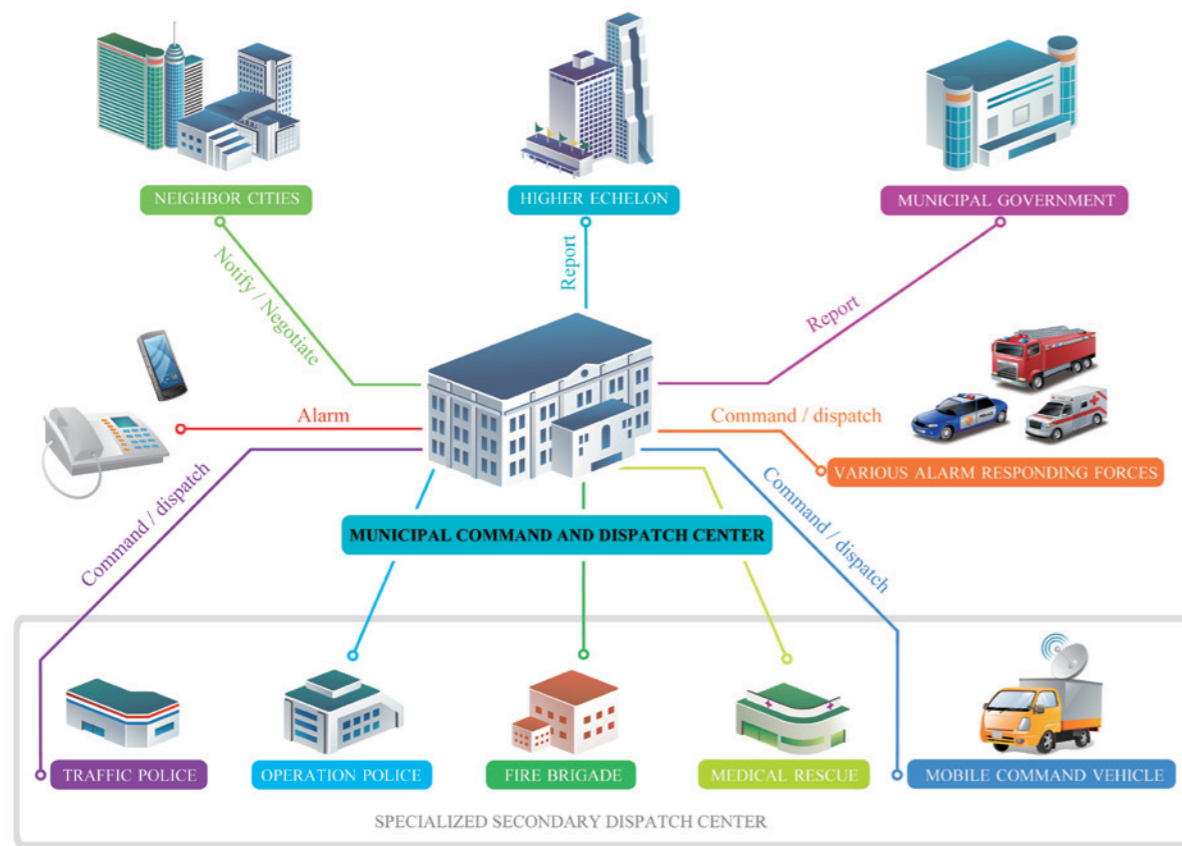 NEIGHBOR CITIES
HIGHER ECHELON
MUNICIPAL GOVERNMENT
Notify / Negotiate
Report
Report
Alarm
Command / dispatch
VARIOUS ALARM RESPONDING FORCES
Command / dispatch
Command / dispatch
MUNICIPAL COMMAND AND DISPATCH CENTER
TRAFFIC POLICE
OPERATION POLICE
FIRE BRIGADE
MEDICAL RESCUE
MOBILE COMMAND VEHICLE
SPECIALIZED SECONDARY DISPATCH CENTER